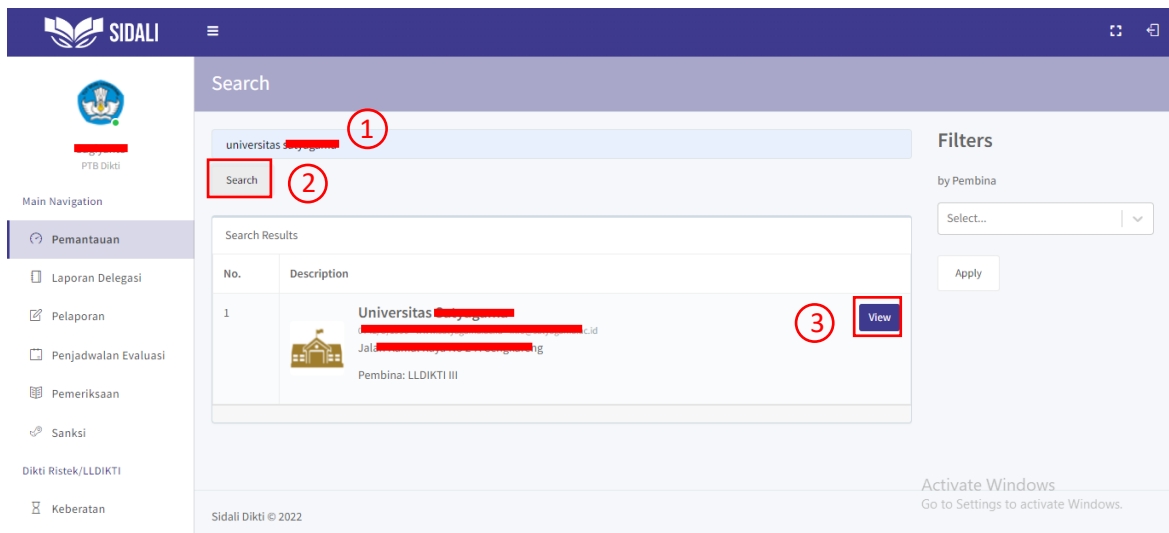 SIDALI
PTB Dikti
Main Navigation
Pemantauan
Laporan Delegasi
Pelaporan
Penjadwalan Evaluasi
Pemeriksaan
Sanksi
Dikti Ristek/LLDIKTI
Keberatan
Search
universitas
1
Search
2
Search Results
No. Description
1
Universitas
Pembina: LLDIKTI III
3
View
Filters
by Pembina
Select...
Apply
Activate Windows
Go to Settings to activate Windows.
Sidali Dikti © 2022